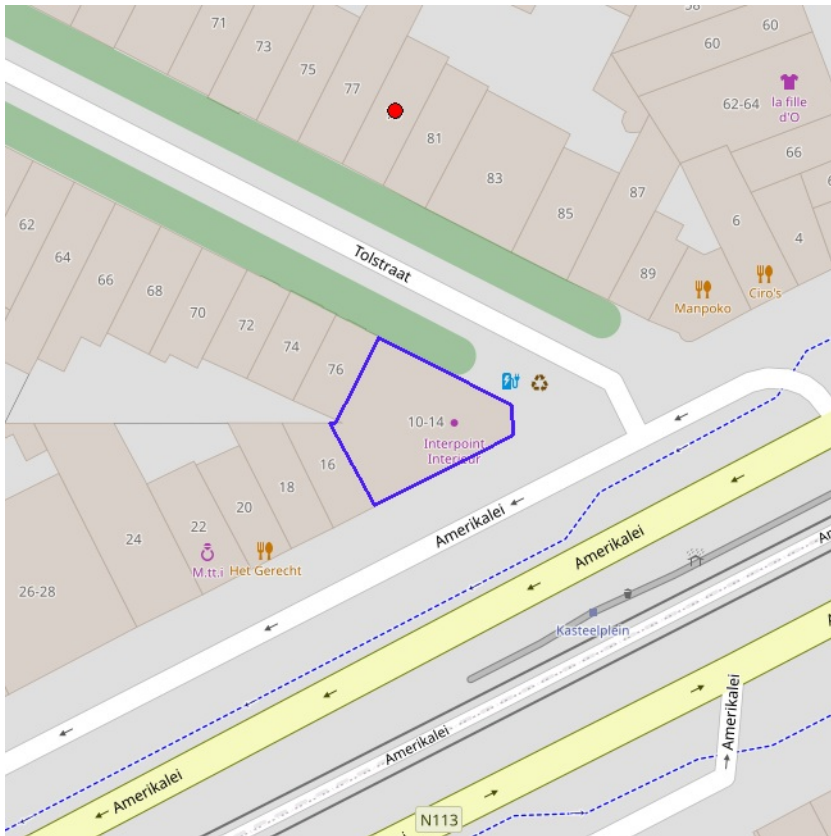 71
73
75
77
81
83
85
87
89
60
60
62-64
la fille
d'O
66
6
4
Manpoko
Ciro's
Tolstraat
62
64
66
68
70
72
74
76
10-14
Interpoint
Interieur
16
18
20
22
24
26-28
M.tt.i
Het Gerecht
Amerikalei
Amerikalei
Kasteelplein
Amerikalei
Amerikalei
Amerikalei
N113